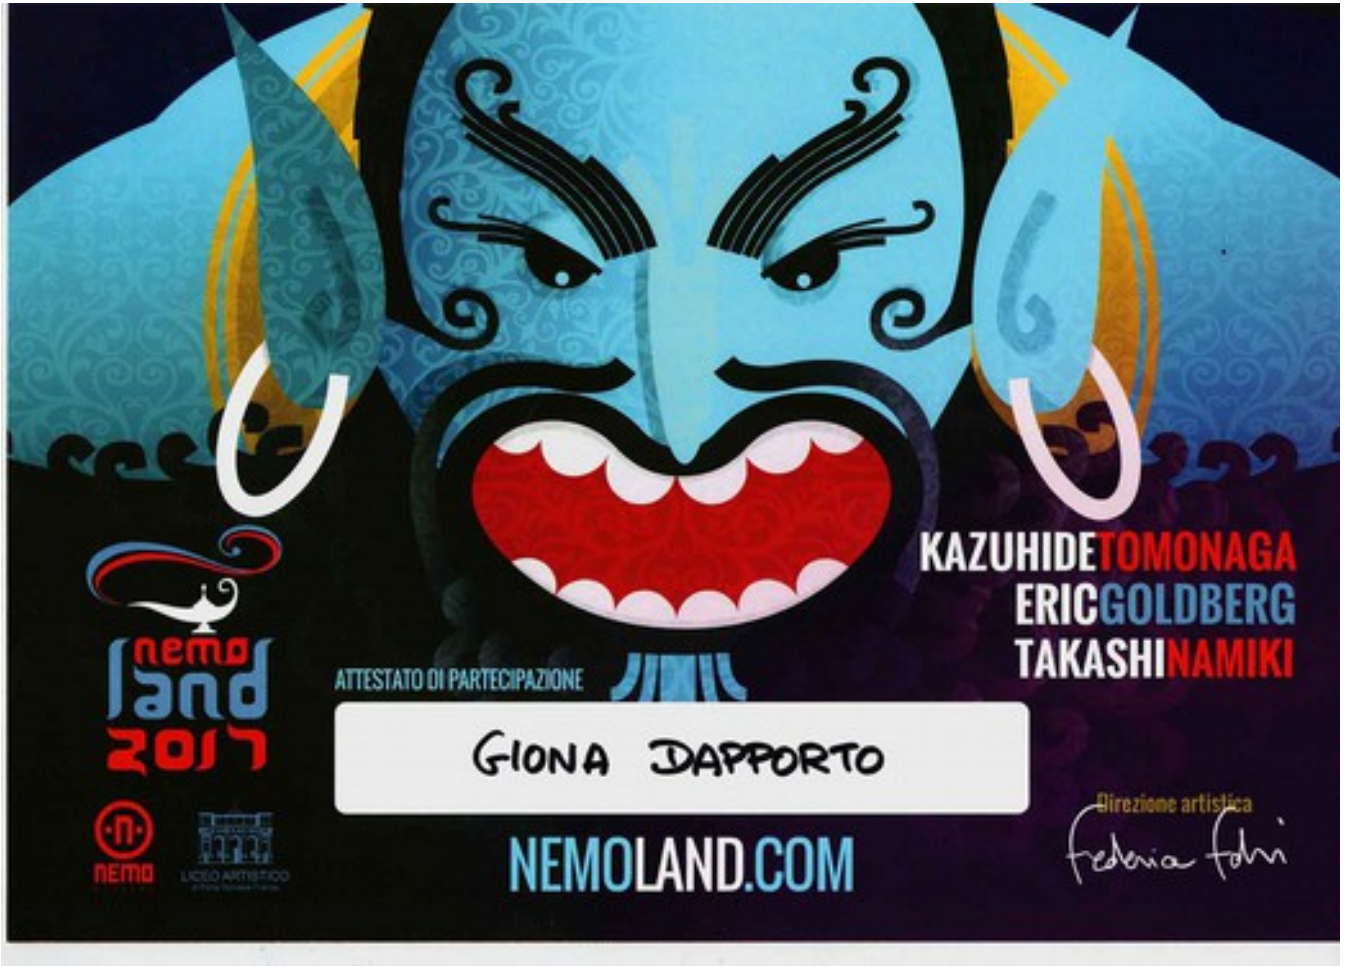 KAZUHIDETOMONAGA
ERICGOLDBERG
TAKASHINAMIKI
nemo
land
2017
ATTESTATO DI PARTECIPAZIONE
GIONA DAPPORTO
NEMO
LICEO ARTISTICO
NEMOLAND.COM
Direzione artistica